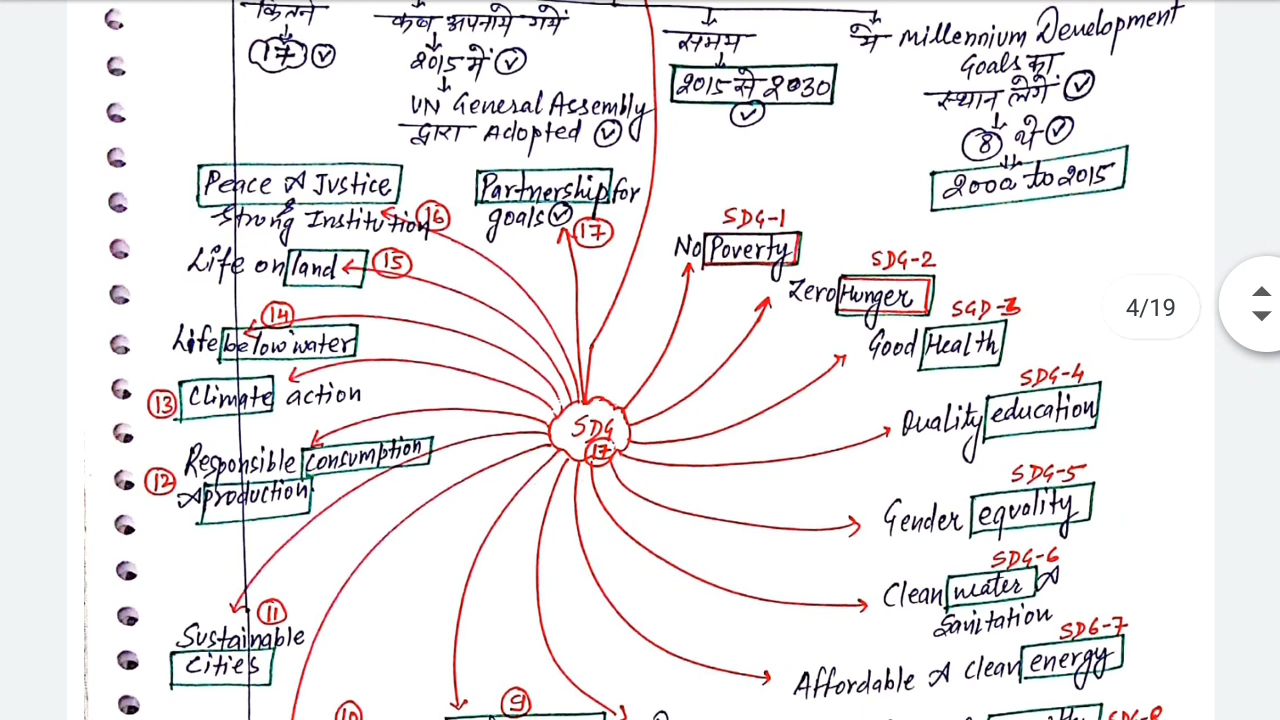 कितने
17
कब अपनाये गयें
2015 में
UN General Assembly
द्वारा Adopted
समय
2015 से 2030
ये Millennium Development
Goals का
स्थान लेगें
8 थे
2000 to 2015
Peace & Justice
&
Strong Institution
16
Partnership for
goals
17
Life on land
15
14
Life below water
13
Climate action
12
Responsible consumption
& production
11
Sustainable
Cities
10
9
SDG
17
SDG-1
No Poverty
SDG-2
Zero Hunger
SGD-3
Good Health
SDG-4
Quality education
SDG-5
Gender equality
SDG-6
Clean water &
Sanitation
SDG-7
Affordable & clean energy
SDG-8
4/19